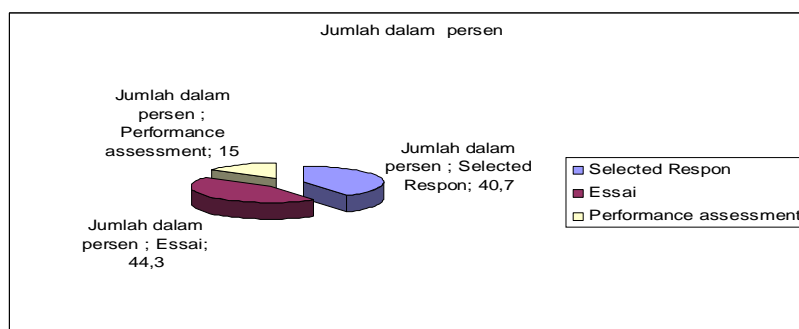 Jumlah dalam persen
Jumlah dalam
persen ;
Performance
assessment; 15
Jumlah dalam
persen ; Selected
Respon; 40,7
Jumlah dalam
persen ; Essai;
44,3
Selected Respon
Essai
Performance assessment